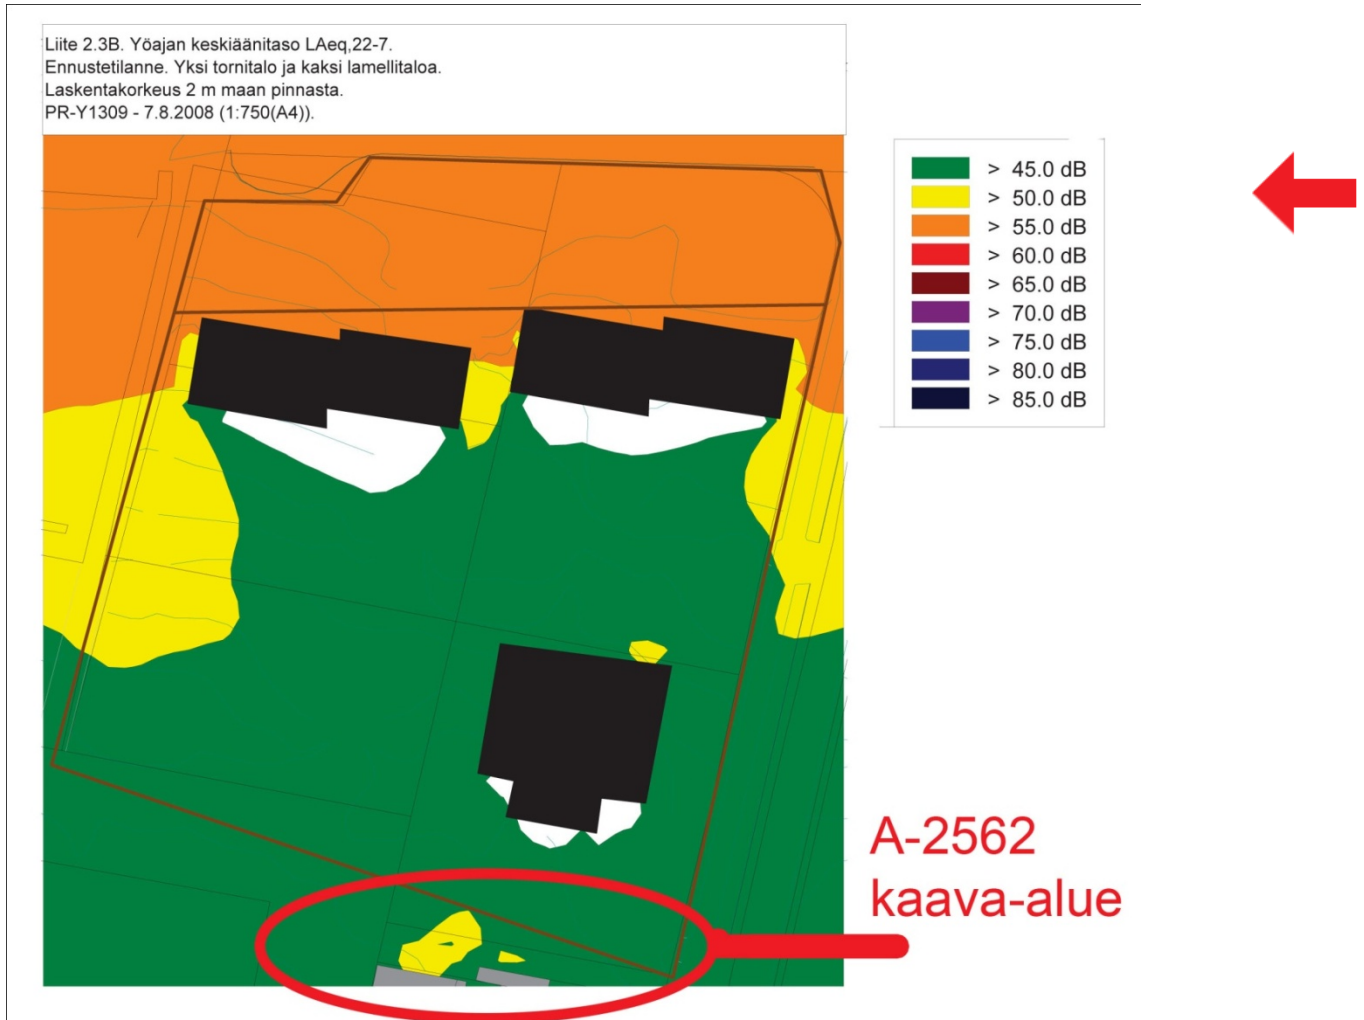 Liite 2.3B. Yöajan keskiäänitaso LAeq,22-7.
Ennustetilanne. Yksi tornitalo ja kaksi lamellitaloa.
Laskentakorkeus 2 m maan pinnasta.
PR-Y1309 - 7.8.2008 (1:750(A4)).
> 45.0 dB
> 50.0 dB
> 55.0 dB
> 60.0 dB
> 65.0 dB
> 70.0 dB
> 75.0 dB
> 80.0 dB
> 85.0 dB
A-2562
kaava-alue